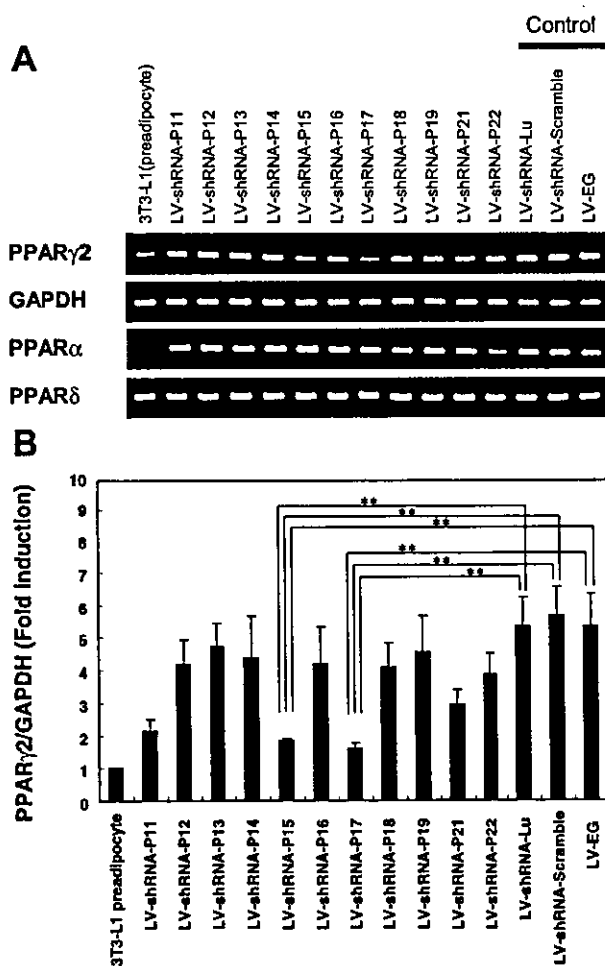 Control
A
3T3-L1(preadipocyte)
LV-shRNA-P11
LV-shRNA-P12
LV-shRNA-P13
LV-shRNA-P14
LV-shRNA-P15
LV-shRNA-P16
LV-shRNA-P17
LV-shRNA-P18
LV-shRNA-P19
LV-shRNA-P21
LV-shRNA-P22
LV-shRNA-Lu
LV-shRNA-Scramble
LV-EG
PPARγ2
GAPDH
PPARα
PPARδ
B
PPARγ2/GAPDH (Fold Induction)
10
9
8
7
6
5
4
3
2
1
0
**
**
**
**
**
**
3T3-L1 preadipocyte
LV-shRNA-P11
LV-shRNA-P12
LV-shRNA-P13
LV-shRNA-P14
LV-shRNA-P15
LV-shRNA-P16
LV-shRNA-P17
LV-shRNA-P18
LV-shRNA-P19
LV-shRNA-P21
LV-shRNA-P22
LV-shRNA-Lu
LV-shRNA-Scramble
LV-EG